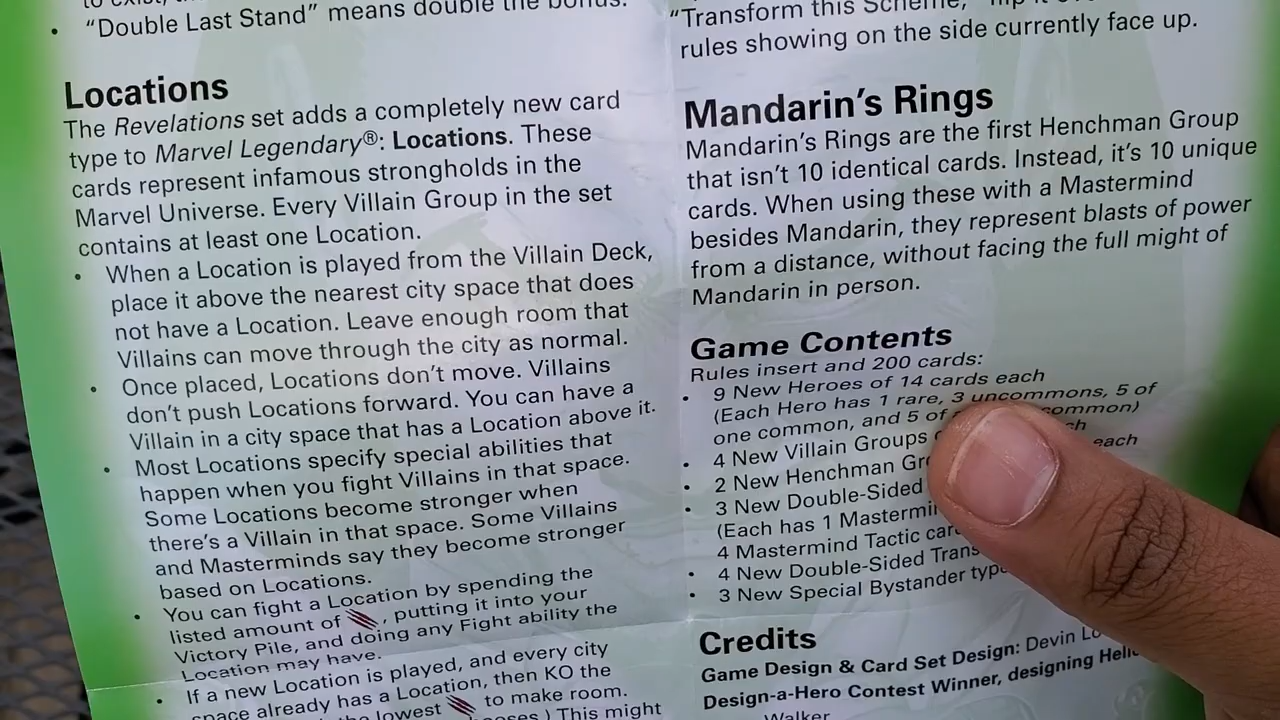 “Double Last Stand” means double the bonus.
Locations
The Revelations set adds a completely new card
type to Marvel Legendary®: Locations. These
cards represent infamous strongholds in the
Marvel Universe. Every Villain Group in the set
contains at least one Location.
• When a Location is played from the Villain Deck,
place it above the nearest city space that does
not have a Location. Leave enough room that
Villains can move through the city as normal.
• Once placed, Locations don’t move. Villains
don’t push Locations forward. You can have a
Villain in a city space that has a Location above it.
• Most Locations specify special abilities that
happen when you fight Villains in that space.
Some Locations become stronger when
there’s a Villain in that space. Some Villains
and Masterminds say they become stronger
based on Locations.
• You can fight a Location by spending the
listed amount of , putting it into your
Victory Pile, and doing any Fight ability the
Location may have.
• If a new Location is played, and every city
space already has a Location, then KO the
the lowest to make room.
This might
“Transform this Scheme,”
rules showing on the side currently face up.
Mandarin’s Rings
Mandarin’s Rings are the first Henchman Group
that isn’t 10 identical cards. Instead, it’s 10 unique
cards. When using these with a Mastermind
besides Mandarin, they represent blasts of power
from a distance, without facing the full might of
Mandarin in person.
Game Contents
Rules insert and 200 cards:
• 9 New Heroes of 14 cards each
(Each Hero has 1 rare, 3 uncommons, 5 of
one common, and 5 of common)
• 4 New Villain Groups
• 2 New Henchman each
• 3 New Double-Sided
(Each has 1
4 Mastermind Tactic
• 4 New Double-Sided
• 3 New Special Bystander
Credits
Game Design & Card Set Design: Devin
Design-a-Hero Contest Winner, designing
Walker